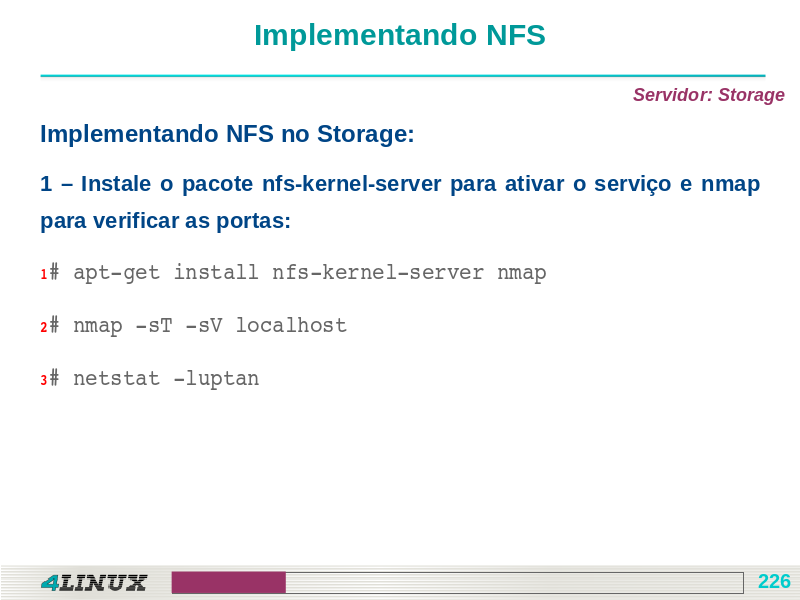 Implementando NFS
Servidor: Storage
Implementando NFS no Storage:
1 – Instale o pacote nfs-kernel-server para ativar o serviço e nmap
para verificar as portas:
1# apt-get install nfs-kernel-server nmap
2# nmap -sT -sV localhost
3# netstat -luptan
4LINUX
226